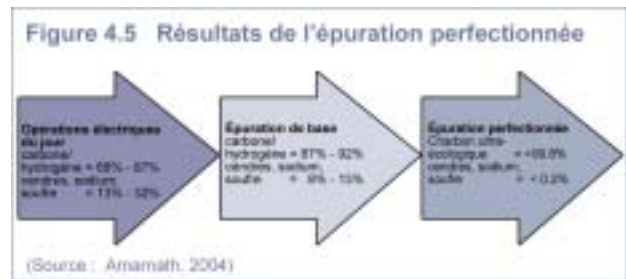 Figure 4.5 Résultats de l'épuration perfectionnée
Opérations électriques
du jour
carbone/
hydrogène = 68% - 87%
cendres, sodium,
soufre = 13% - 32%
Épuration de base
carbone/
hydrogène = 87% - 92%
cendres, sodium,
soufre = 8% - 15%
Épuration perfectionnée
Charbon ultra-
écologique = +99.8%
cendres, sodium,
soufre = < 0.2%
(Source : Amarnath, 2004)